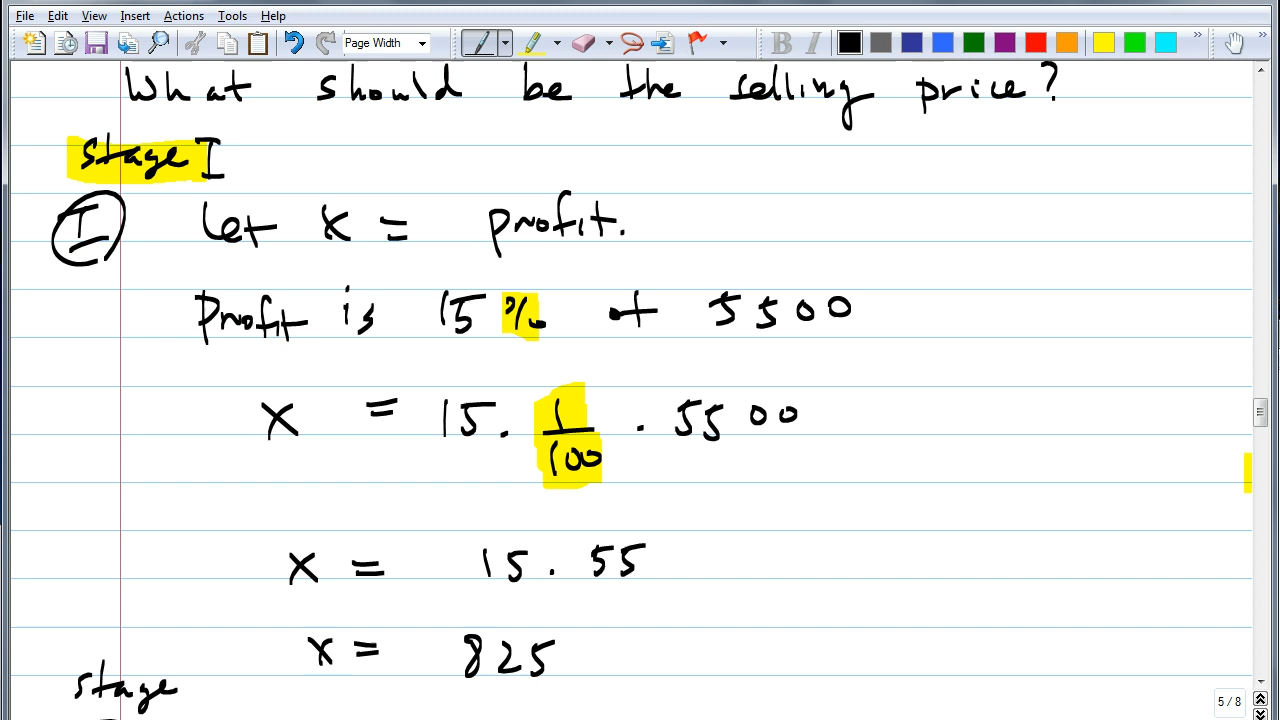 File Edit View Insert Actions Tools Help
Page Width B I
What should be the selling price?
Stage I
I Let x = profit.
Profit is 15 % of 5500
x = 15 . 1/100 . 5500
x = 15 . 55
x = 825
stage
5 / 8